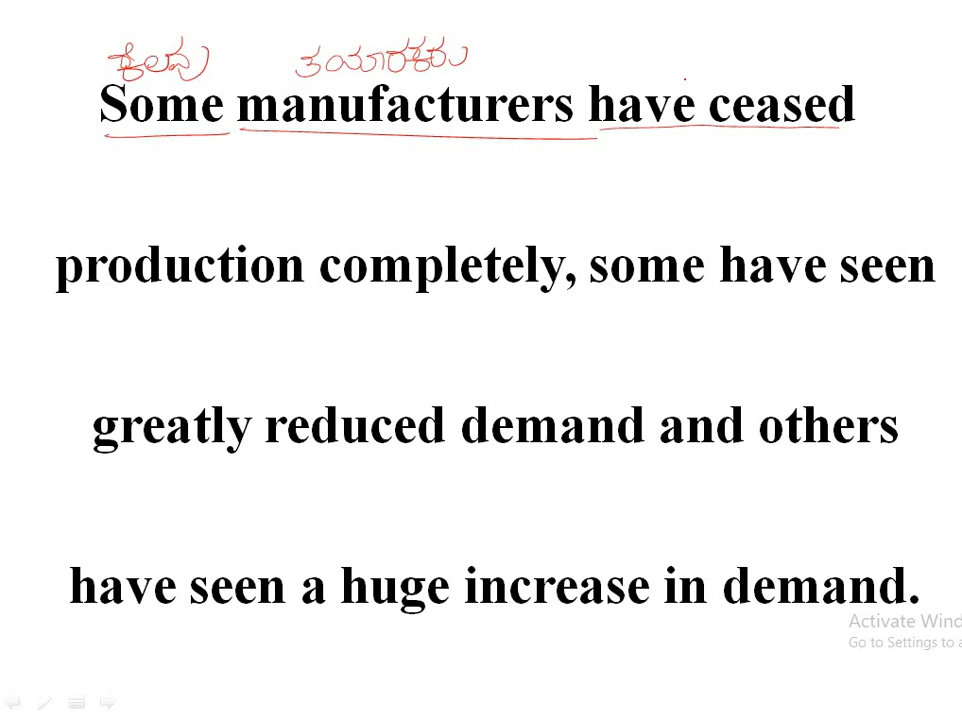 ಕೆಲವು ತಯಾರಕರು
Some manufacturers have ceased
production completely, some have seen
greatly reduced demand and others
have seen a huge increase in demand.
Activate Wind
Go to Settings to a